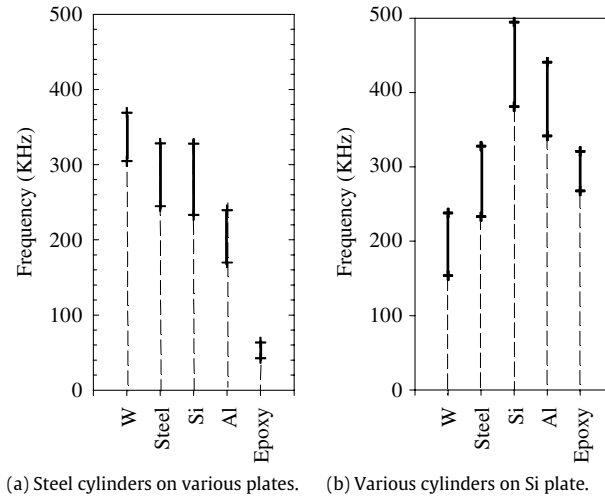 500
400
300
200
100
0
Frequency (KHz)
W
Steel
Si
Al
Epoxy
500
400
300
200
100
0
Frequency (KHz)
W
Steel
Si
Al
Epoxy
(a) Steel cylinders on various plates.
(b) Various cylinders on Si plate.